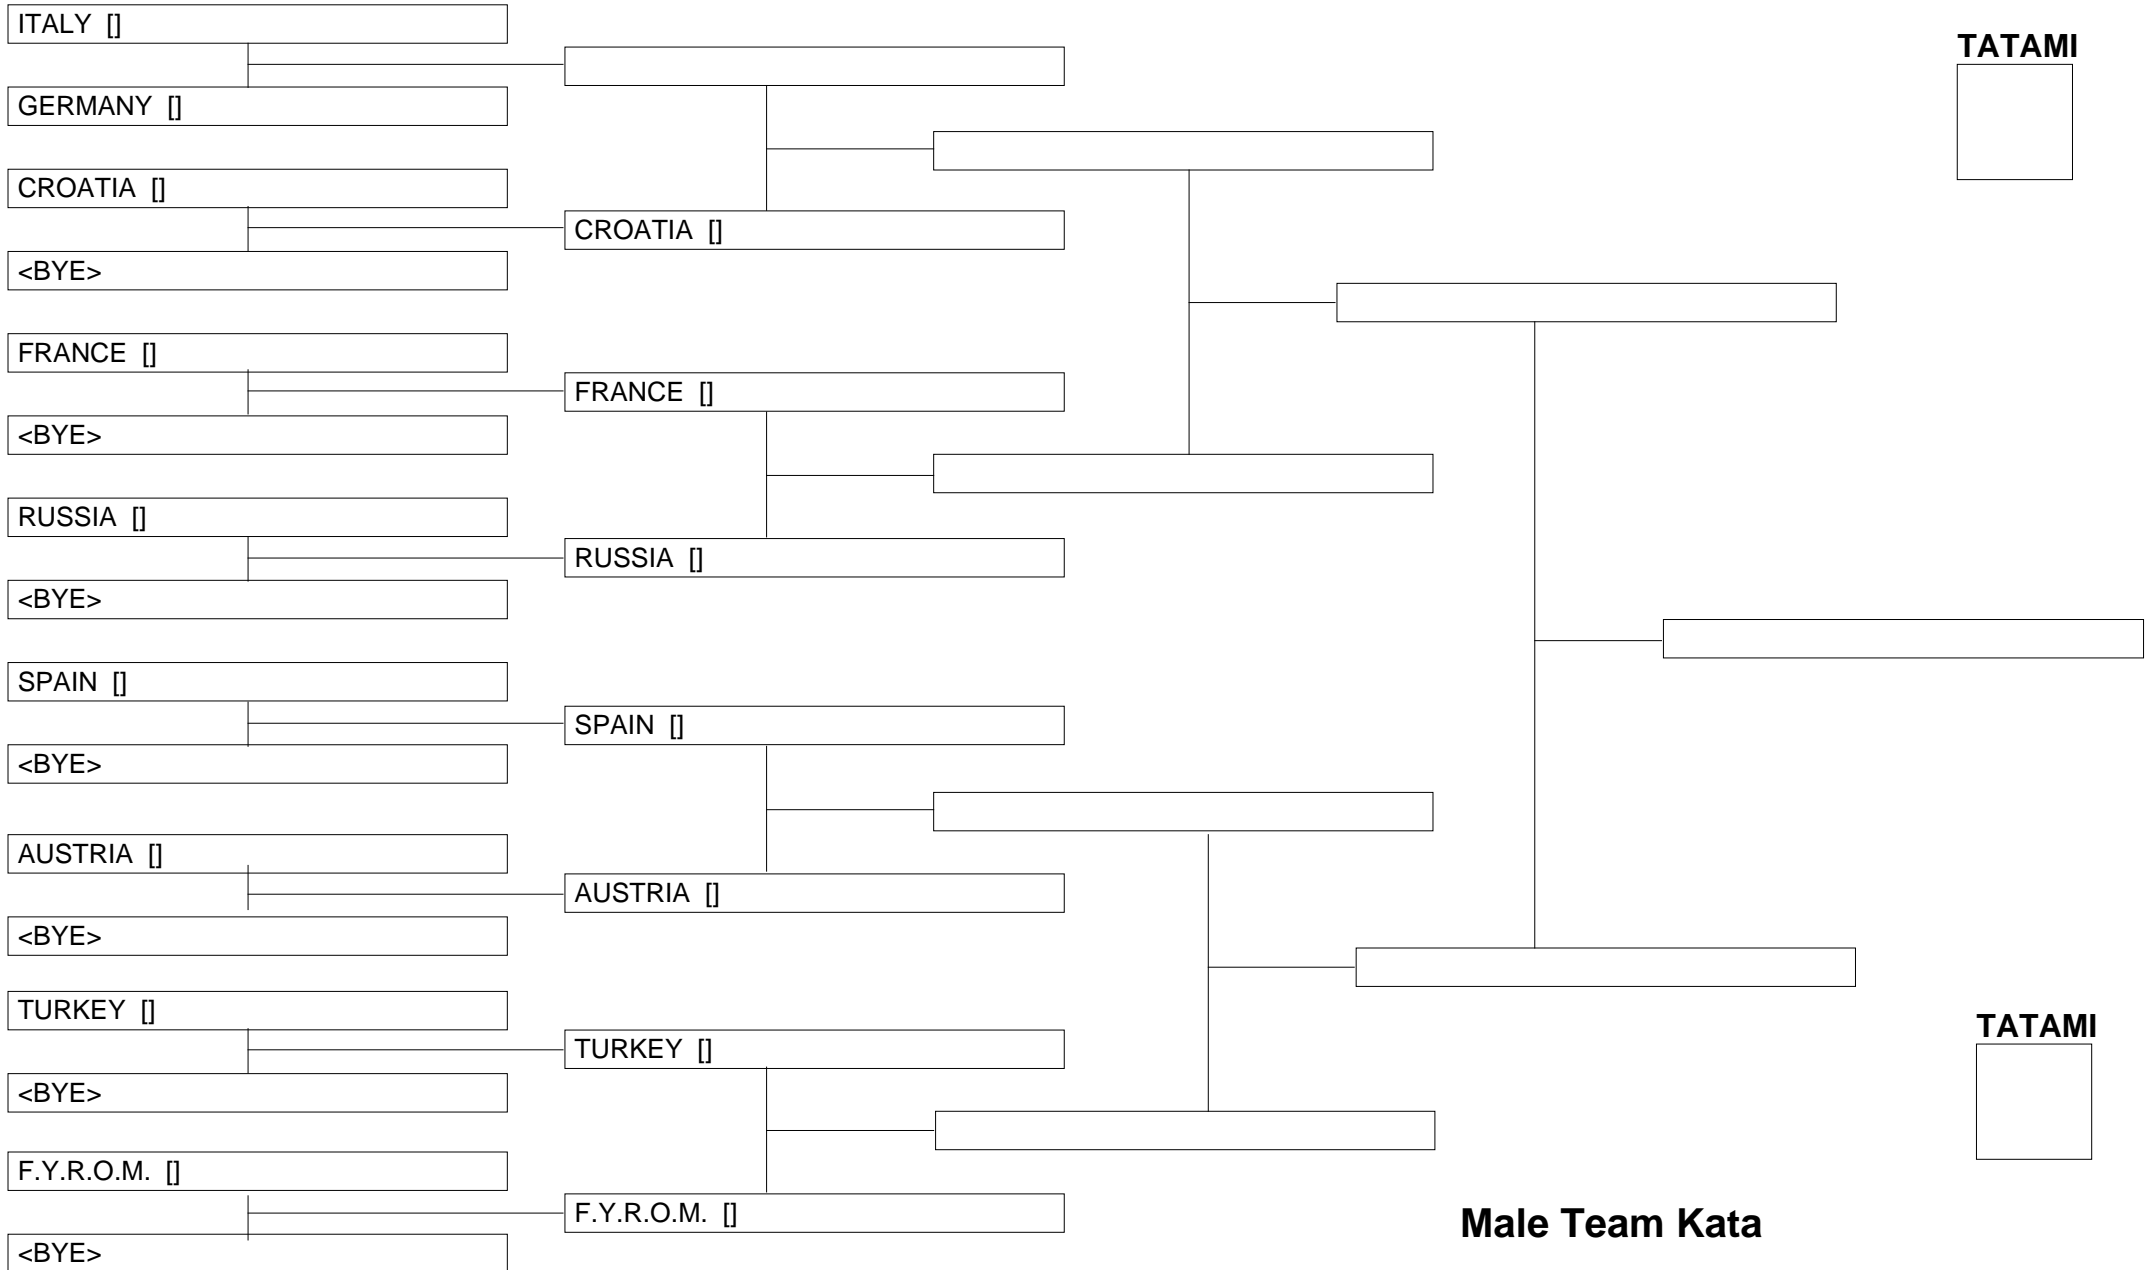 ITALY []
GERMANY []
CROATIA []
<BYE>
FRANCE []
<BYE>
RUSSIA []
<BYE>
SPAIN []
<BYE>
AUSTRIA []
<BYE>
TURKEY []
<BYE>
F.Y.R.O.M. []
<BYE>
CROATIA []
FRANCE []
RUSSIA []
SPAIN []
AUSTRIA []
TURKEY []
F.Y.R.O.M. []
TATAMI
TATAMI
Male Team Kata